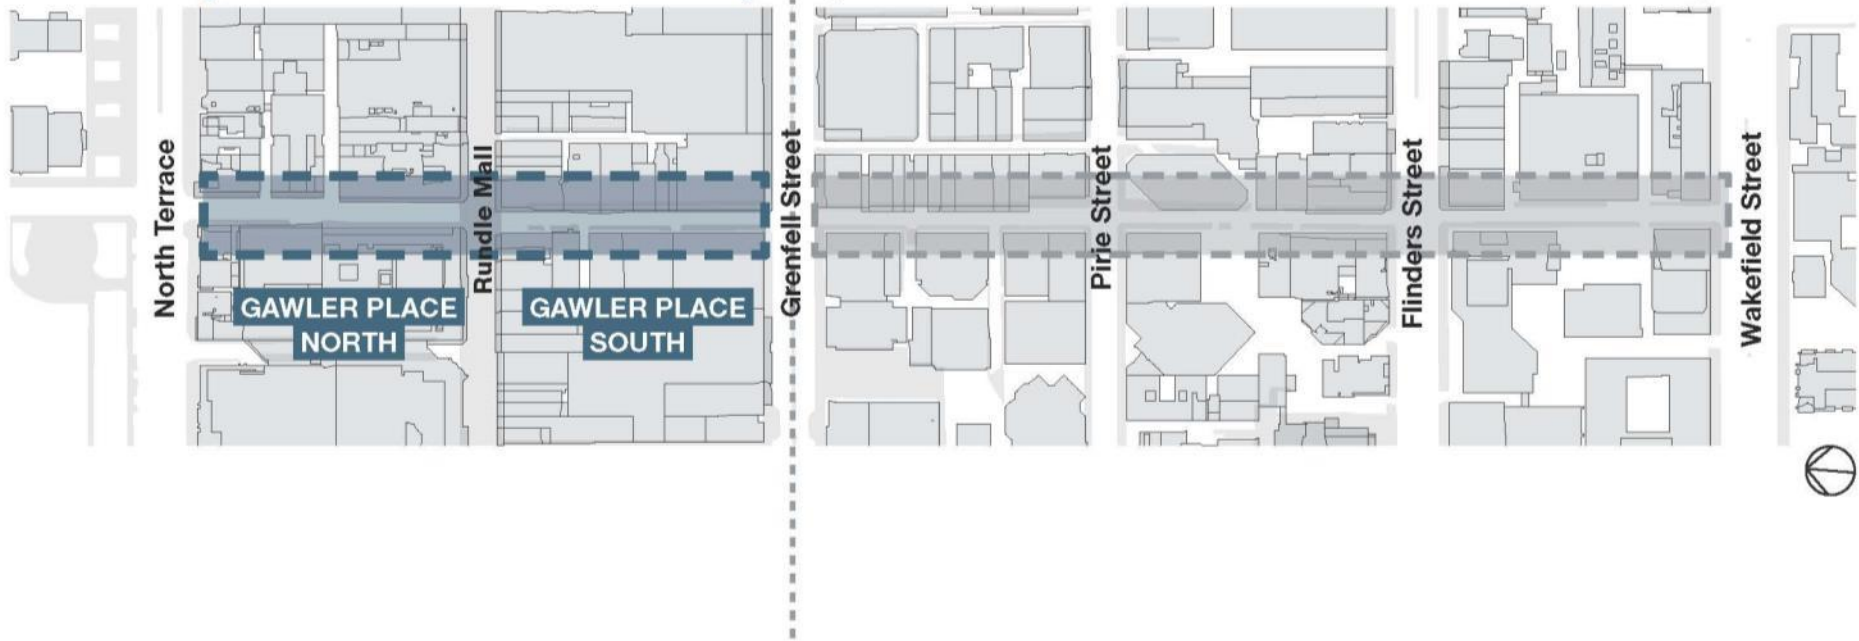 North Terrace
Rundle Mall
Grenfell Street
Pirie Street
Flinders Street
Wakefield Street
GAWLER PLACE
NORTH
GAWLER PLACE
SOUTH